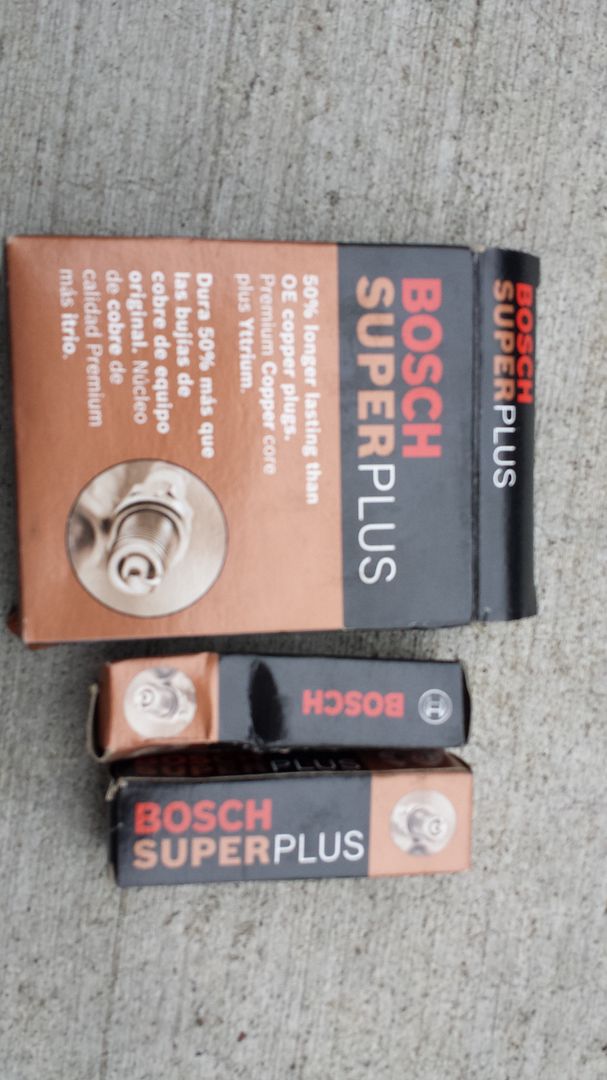 BOSCH
SUPERPLUS
BOSCH
SUPERPLUS
50% longer lasting than
OE copper plugs.
Premium Copper core
plus Yttrium.
Dura 50% más que
las bujías de
cobre de equipo
original. Núcleo
de cobre de
calidad Premium
más itrio.
BOSCH
PLUS
BOSCH
SUPERPLUS